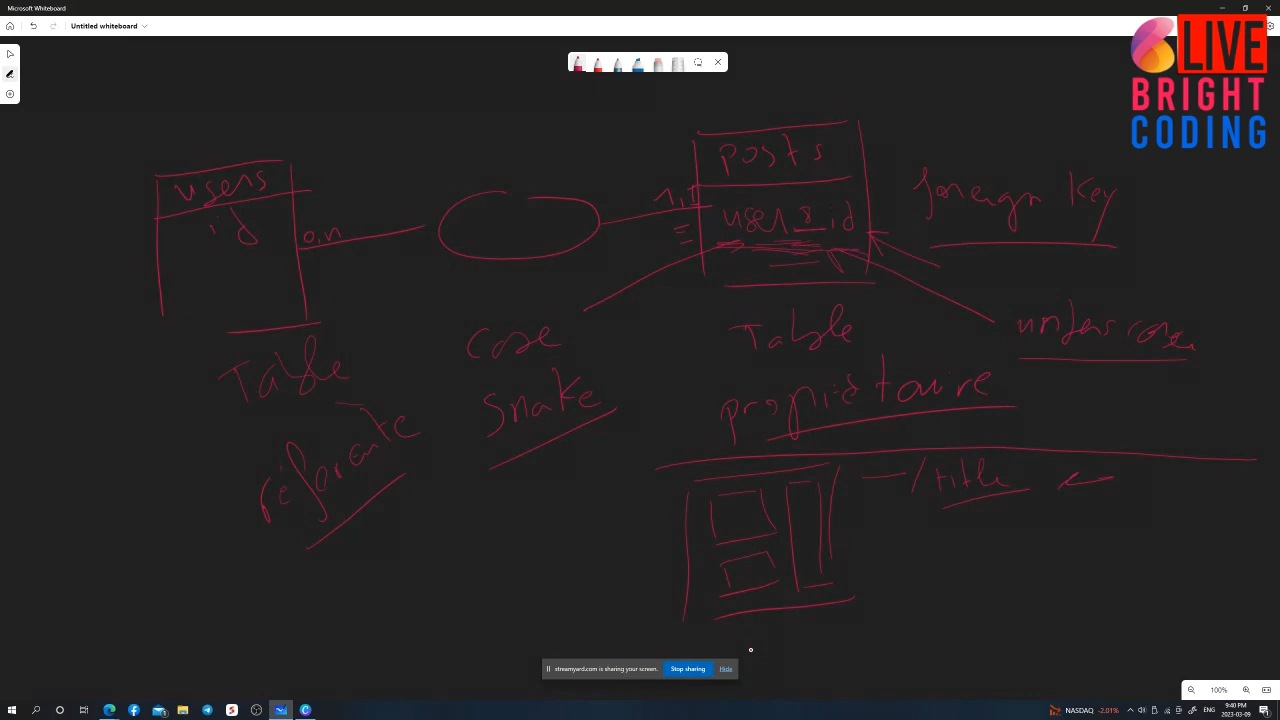 Microsoft Whiteboard
Untitled whiteboard
LIVE
BRIGHT
CODING
posts
users
foreign Key
1,1
user_id
id
0,n
underscore
Case
Table
Table
Snake
propriétaire
référante
/title
streamyard.com is sharing your screen.
Stop sharing
Hide
100%
NASDAQ -2.01%
ENG
9:40 PM
2023-03-09